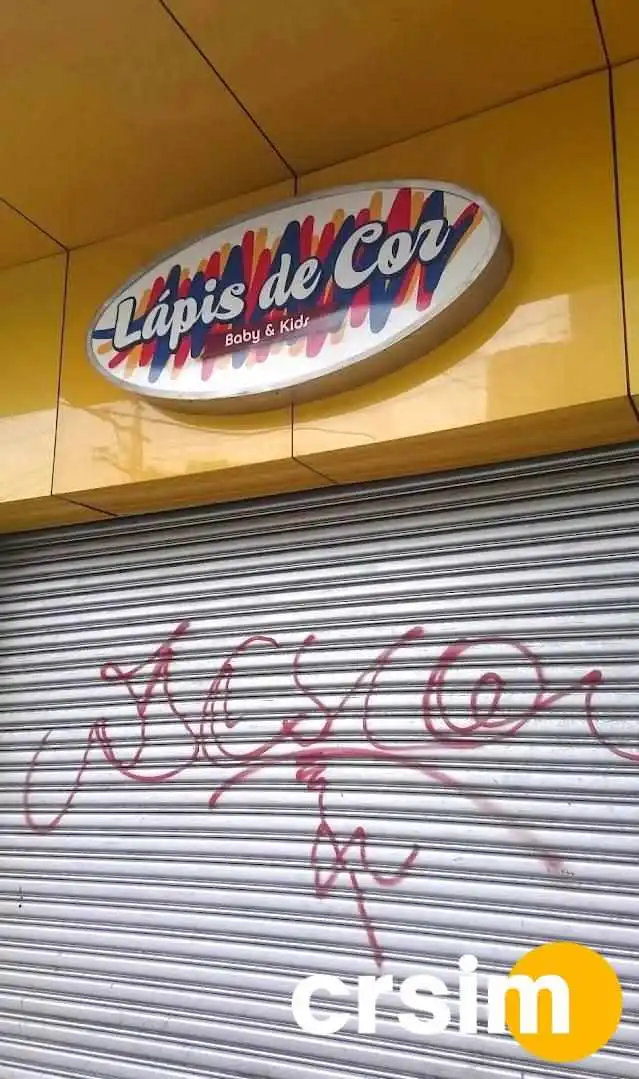 Lápis de Cor
Baby & Kids
crsim